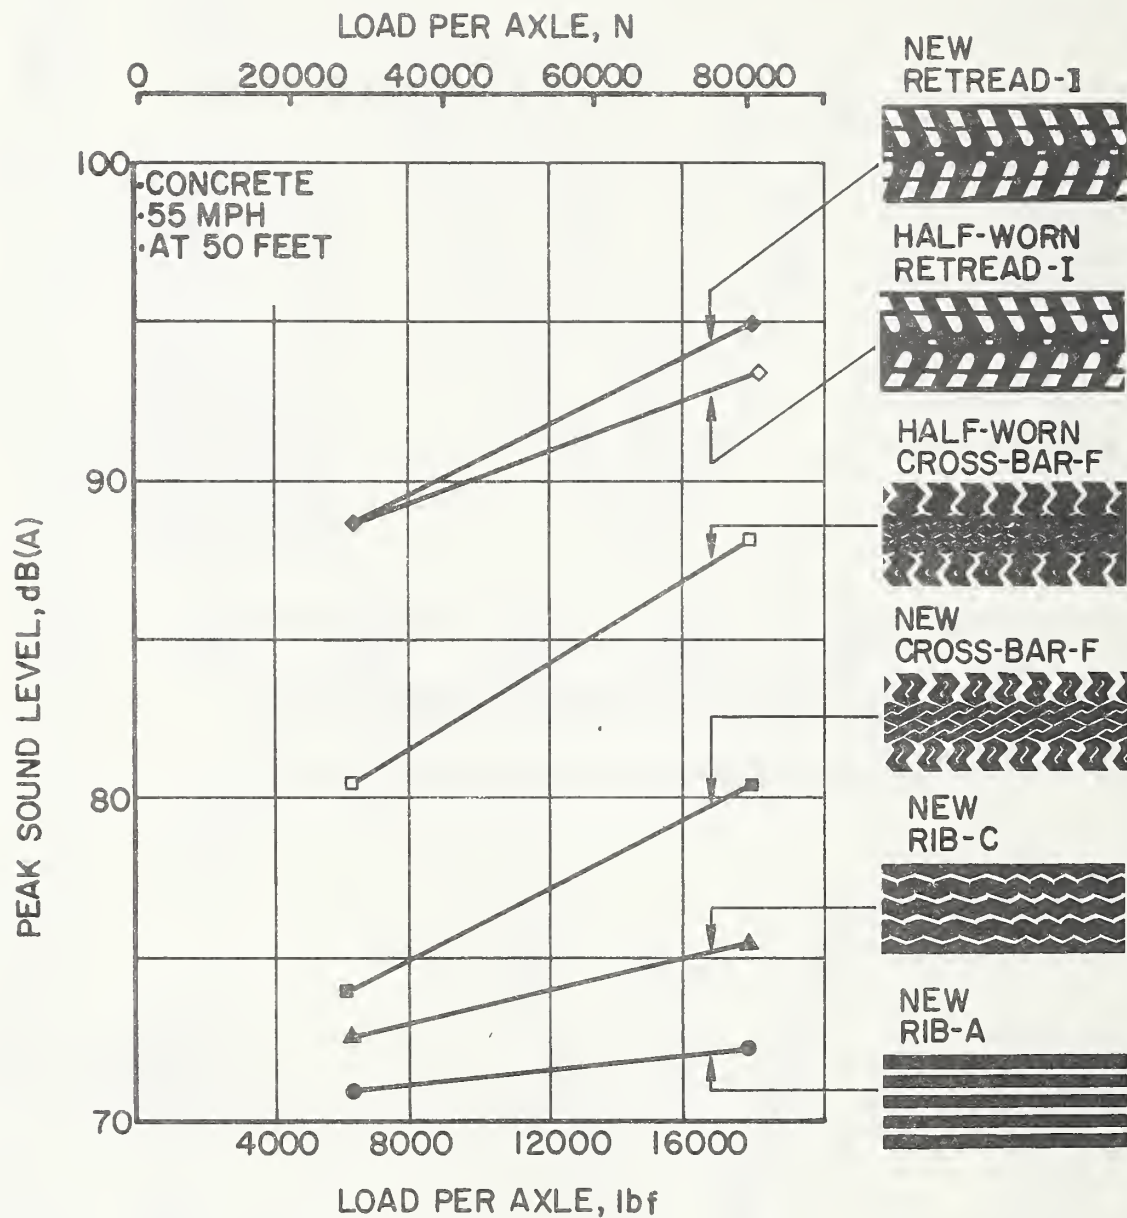 LOAD PER AXLE, N
0 20000 40000 60000 80000
100
90
80
70
PEAK SOUND LEVEL, dB(A)
•CONCRETE
•55 MPH
•AT 50 FEET
4000 8000 12000 16000
LOAD PER AXLE, lbf
NEW
RETREAD-I
HALF-WORN
RETREAD-I
HALF-WORN
CROSS-BAR-F
NEW
CROSS-BAR-F
NEW
RIB-C
NEW
RIB-A